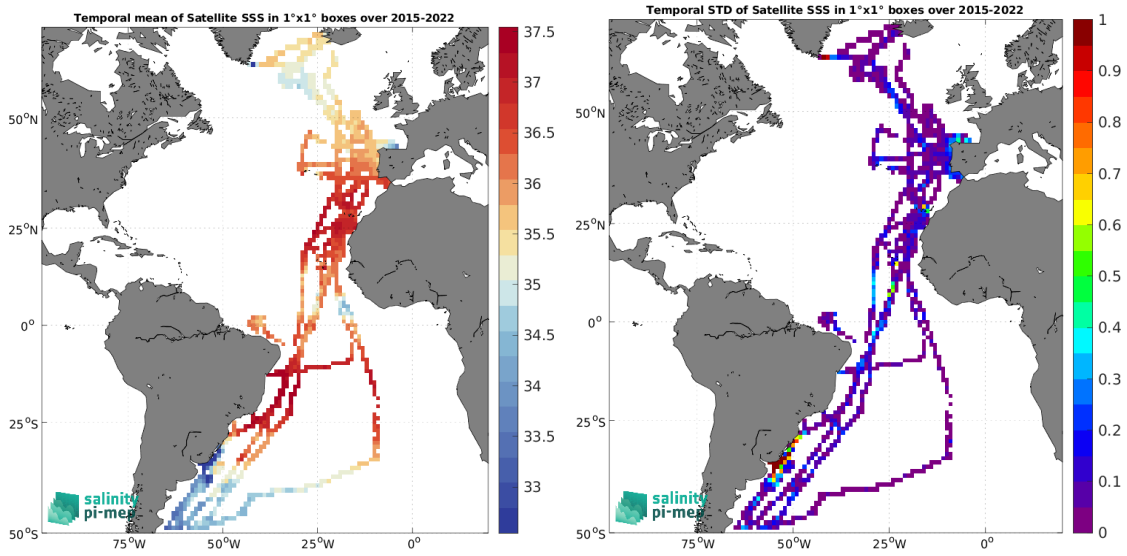 Temporal mean of Satellite SSS in 1°x1° boxes over 2015-2022
50°N
25°N
0°
25°S
50°S
75°W
50°W
25°W
0°
37.5
37
36.5
36
35.5
35
34.5
34
33.5
33
salinity
pi-mep
Temporal STD of Satellite SSS in 1°x1° boxes over 2015-2022
50°N
25°N
0°
25°S
50°S
75°W
50°W
25°W
0°
1
0.9
0.8
0.7
0.6
0.5
0.4
0.3
0.2
0.1
0
salinity
pi-mep